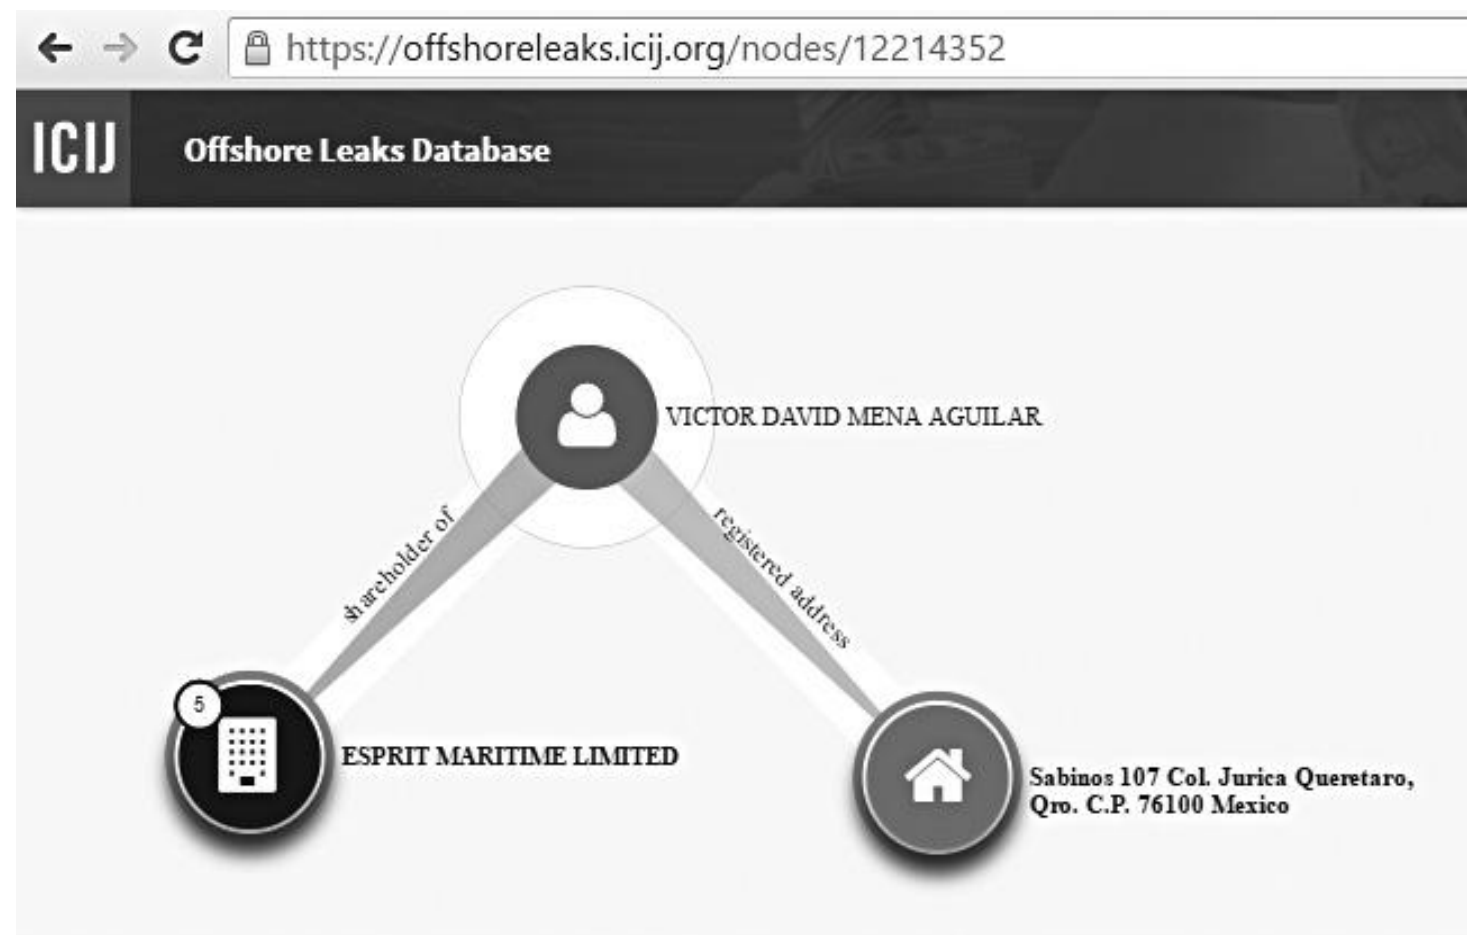 https://offshoreleaks.icij.org/nodes/12214352
ICIJ
Offshore Leaks Database
VICTOR DAVID MENA AGUILAR
shareholder of
registered address
5
ESPRIT MARITIME LIMITED
Sabinos 107 Col. Jurica Queretaro,
Qro. C.P. 76100 Mexico